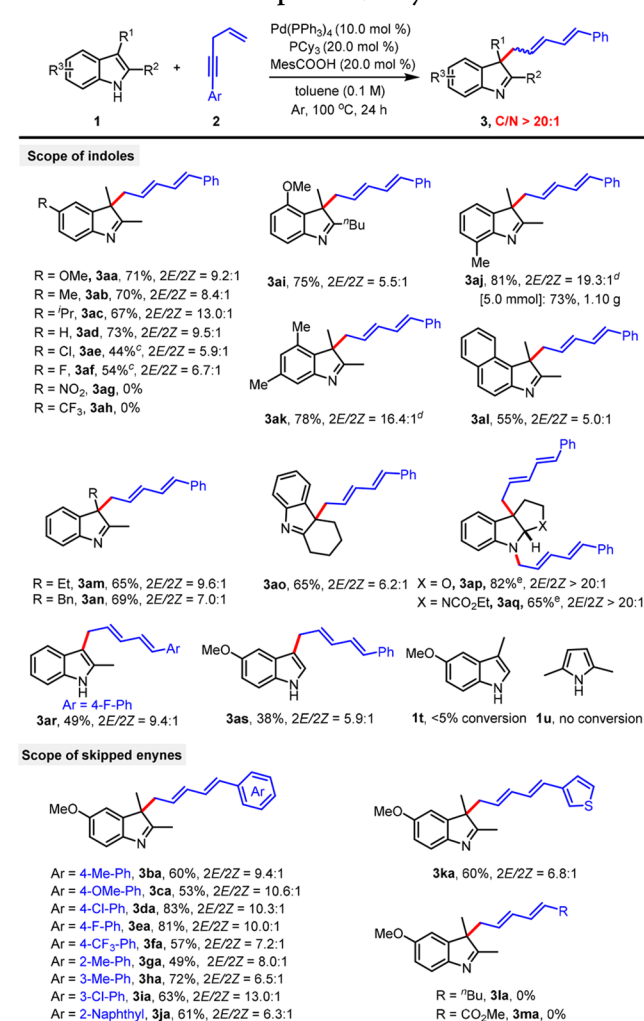 Pd(PPh3)4 (10.0 mol %)
PCy3 (20.0 mol %)
MesCOOH (20.0 mol %)
toluene (0.1 M)
Ar, 100 °C, 24 h
R3 R1 R2 N H
+
Ar
R3 R1 Ph R2 N
1
2
3, C/N > 20:1
Scope of indoles
R Ph N
R = OMe, 3aa, 71%, 2E/2Z = 9.2:1
R = Me, 3ab, 70%, 2E/2Z = 8.4:1
R = iPr, 3ac, 67%, 2E/2Z = 13.0:1
R = H, 3ad, 73%, 2E/2Z = 9.5:1
R = Cl, 3ae, 44%c, 2E/2Z = 5.9:1
R = F, 3af, 54%c, 2E/2Z = 6.7:1
R = NO2, 3ag, 0%
R = CF3, 3ah, 0%
OMe Ph nBu N
3ai, 75%, 2E/2Z = 5.5:1
Ph N Me
3aj, 81%, 2E/2Z = 19.3:1d
[5.0 mmol]: 73%, 1.10 g
Me Ph Me N
3ak, 78%, 2E/2Z = 16.4:1d
Ph N
3al, 55%, 2E/2Z = 5.0:1
R Ph N
R = Et, 3am, 65%, 2E/2Z = 9.6:1
R = Bn, 3an, 69%, 2E/2Z = 7.0:1
Ph N
3ao, 65%, 2E/2Z = 6.2:1
Ph X N H Ph
X = O, 3ap, 82%e, 2E/2Z > 20:1
X = NCO2Et, 3aq, 65%e, 2E/2Z > 20:1
Ar N H
Ar = 4-F-Ph
3ar, 49%, 2E/2Z = 9.4:1
MeO Ph N H
3as, 38%, 2E/2Z = 5.9:1
MeO N H
1t, <5% conversion
N H
1u, no conversion
Scope of skipped enynes
MeO Ar N
Ar = 4-Me-Ph, 3ba, 60%, 2E/2Z = 9.4:1
Ar = 4-OMe-Ph, 3ca, 53%, 2E/2Z = 10.6:1
Ar = 4-Cl-Ph, 3da, 83%, 2E/2Z = 10.3:1
Ar = 4-F-Ph, 3ea, 81%, 2E/2Z = 10.0:1
Ar = 4-CF3-Ph, 3fa, 57%, 2E/2Z = 7.2:1
Ar = 2-Me-Ph, 3ga, 49%, 2E/2Z = 8.0:1
Ar = 3-Me-Ph, 3ha, 72%, 2E/2Z = 6.5:1
Ar = 3-Cl-Ph, 3ia, 63%, 2E/2Z = 13.0:1
Ar = 2-Naphthyl, 3ja, 61%, 2E/2Z = 6.3:1
MeO S N
3ka, 60%, 2E/2Z = 6.8:1
MeO R N
R = nBu, 3la, 0%
R = CO2Me, 3ma, 0%